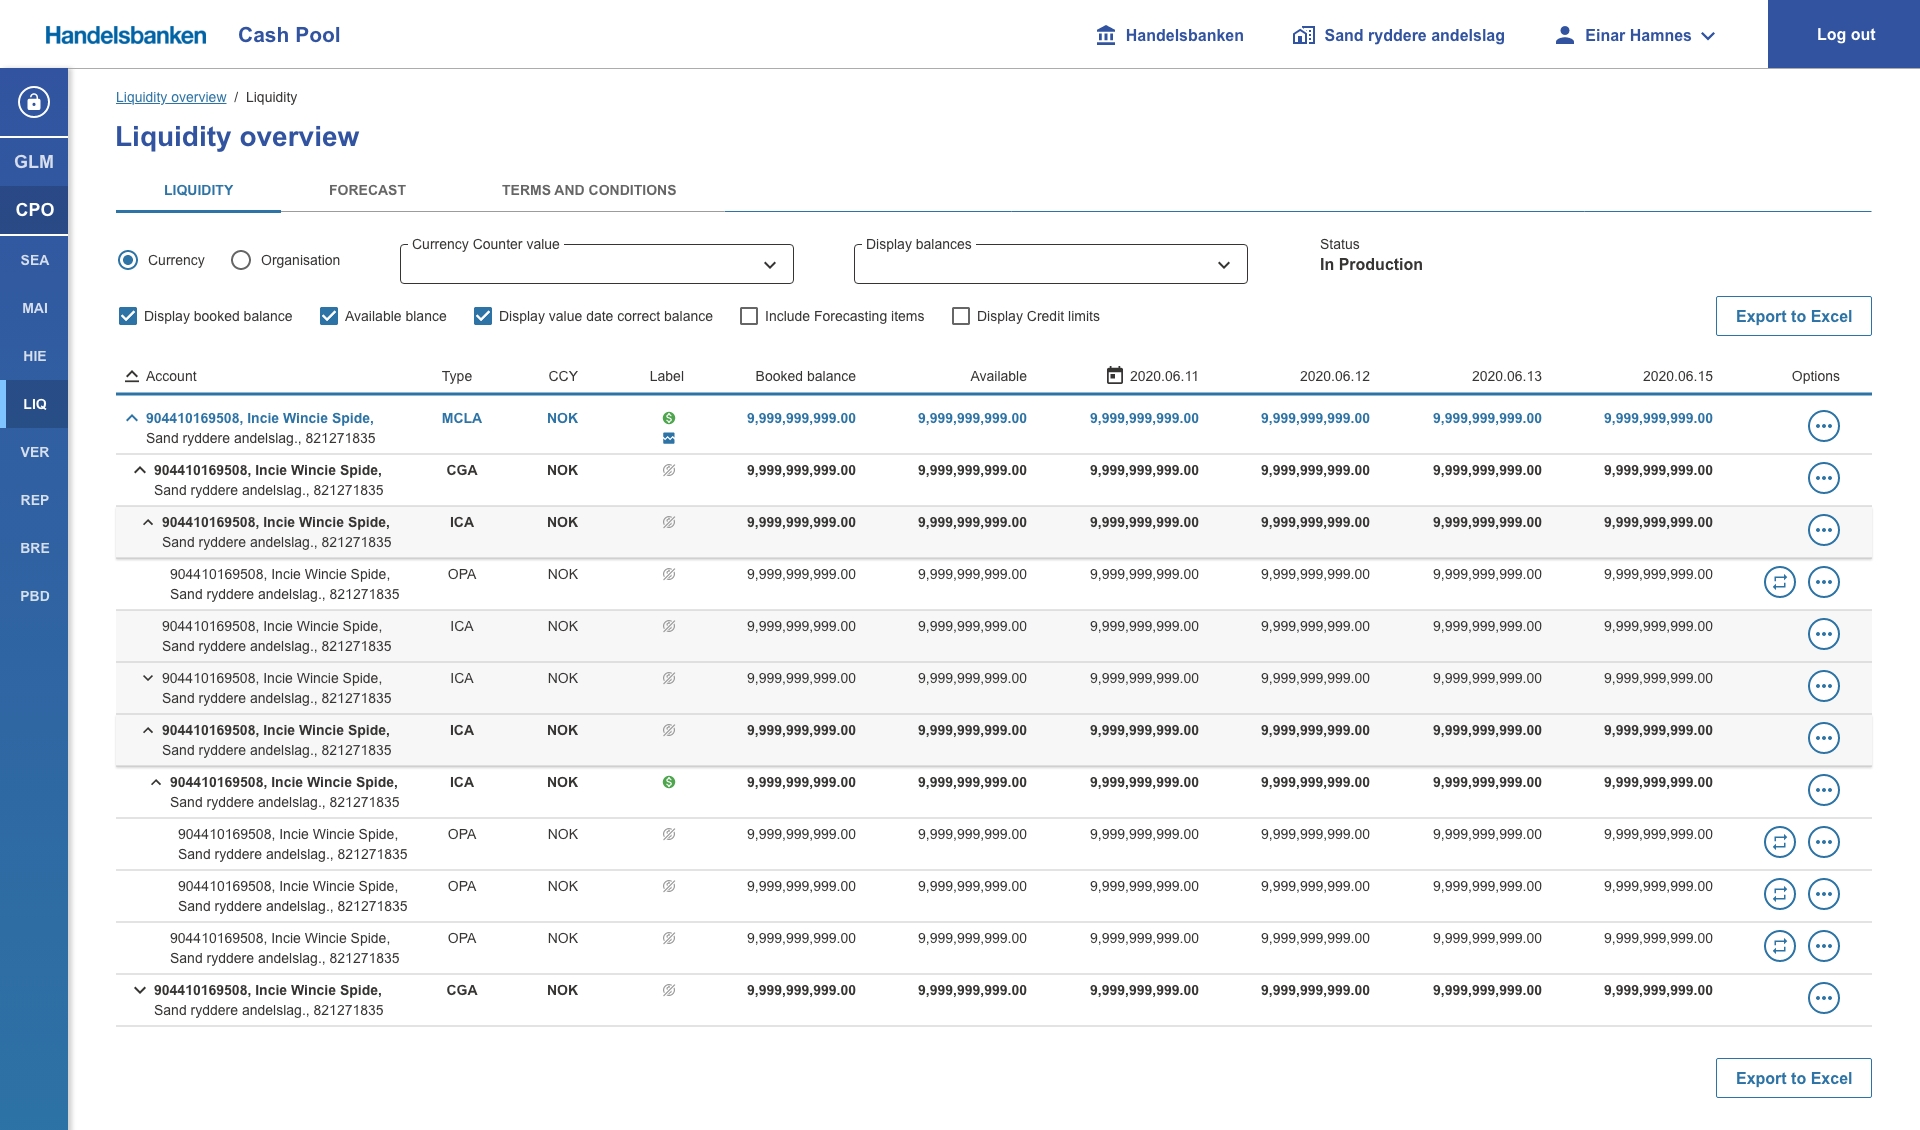 Handelsbanken Cash Pool Handelsbanken Sand ryddere andelslag Einar Hamnes Log out
Liquidity overview / Liquidity
Liquidity overview
GLM
CPO
SEA
MAI
HIE
LIQ
VER
REP
BRE
PBD
LIQUIDITY FORECAST TERMS AND CONDITIONS
Currency Organisation Currency Counter value Display balances Status
In Production
Display booked balance Available blance Display value date correct balance Include Forecasting items Display Credit limits Export to Excel
Account Type CCY Label Booked balance Available 2020.06.11 2020.06.12 2020.06.13 2020.06.15 Options
904410169508, Incie Wincie Spide, MCLA NOK 9,999,999,999.00 9,999,999,999.00 9,999,999,999.00 9,999,999,999.00 9,999,999,999.00 9,999,999,999.00
Sand ryddere andelslag., 821271835
904410169508, Incie Wincie Spide, CGA NOK 9,999,999,999.00 9,999,999,999.00 9,999,999,999.00 9,999,999,999.00 9,999,999,999.00 9,999,999,999.00
Sand ryddere andelslag., 821271835
904410169508, Incie Wincie Spide, ICA NOK 9,999,999,999.00 9,999,999,999.00 9,999,999,999.00 9,999,999,999.00 9,999,999,999.00 9,999,999,999.00
Sand ryddere andelslag., 821271835
904410169508, Incie Wincie Spide, OPA NOK 9,999,999,999.00 9,999,999,999.00 9,999,999,999.00 9,999,999,999.00 9,999,999,999.00 9,999,999,999.00
Sand ryddere andelslag., 821271835
904410169508, Incie Wincie Spide, ICA NOK 9,999,999,999.00 9,999,999,999.00 9,999,999,999.00 9,999,999,999.00 9,999,999,999.00 9,999,999,999.00
Sand ryddere andelslag., 821271835
904410169508, Incie Wincie Spide, ICA NOK 9,999,999,999.00 9,999,999,999.00 9,999,999,999.00 9,999,999,999.00 9,999,999,999.00 9,999,999,999.00
Sand ryddere andelslag., 821271835
904410169508, Incie Wincie Spide, ICA NOK 9,999,999,999.00 9,999,999,999.00 9,999,999,999.00 9,999,999,999.00 9,999,999,999.00 9,999,999,999.00
Sand ryddere andelslag., 821271835
904410169508, Incie Wincie Spide, ICA NOK 9,999,999,999.00 9,999,999,999.00 9,999,999,999.00 9,999,999,999.00 9,999,999,999.00 9,999,999,999.00
Sand ryddere andelslag., 821271835
904410169508, Incie Wincie Spide, OPA NOK 9,999,999,999.00 9,999,999,999.00 9,999,999,999.00 9,999,999,999.00 9,999,999,999.00 9,999,999,999.00
Sand ryddere andelslag., 821271835
904410169508, Incie Wincie Spide, OPA NOK 9,999,999,999.00 9,999,999,999.00 9,999,999,999.00 9,999,999,999.00 9,999,999,999.00 9,999,999,999.00
Sand ryddere andelslag., 821271835
904410169508, Incie Wincie Spide, OPA NOK 9,999,999,999.00 9,999,999,999.00 9,999,999,999.00 9,999,999,999.00 9,999,999,999.00 9,999,999,999.00
Sand ryddere andelslag., 821271835
904410169508, Incie Wincie Spide, CGA NOK 9,999,999,999.00 9,999,999,999.00 9,999,999,999.00 9,999,999,999.00 9,999,999,999.00 9,999,999,999.00
Sand ryddere andelslag., 821271835
Export to Excel